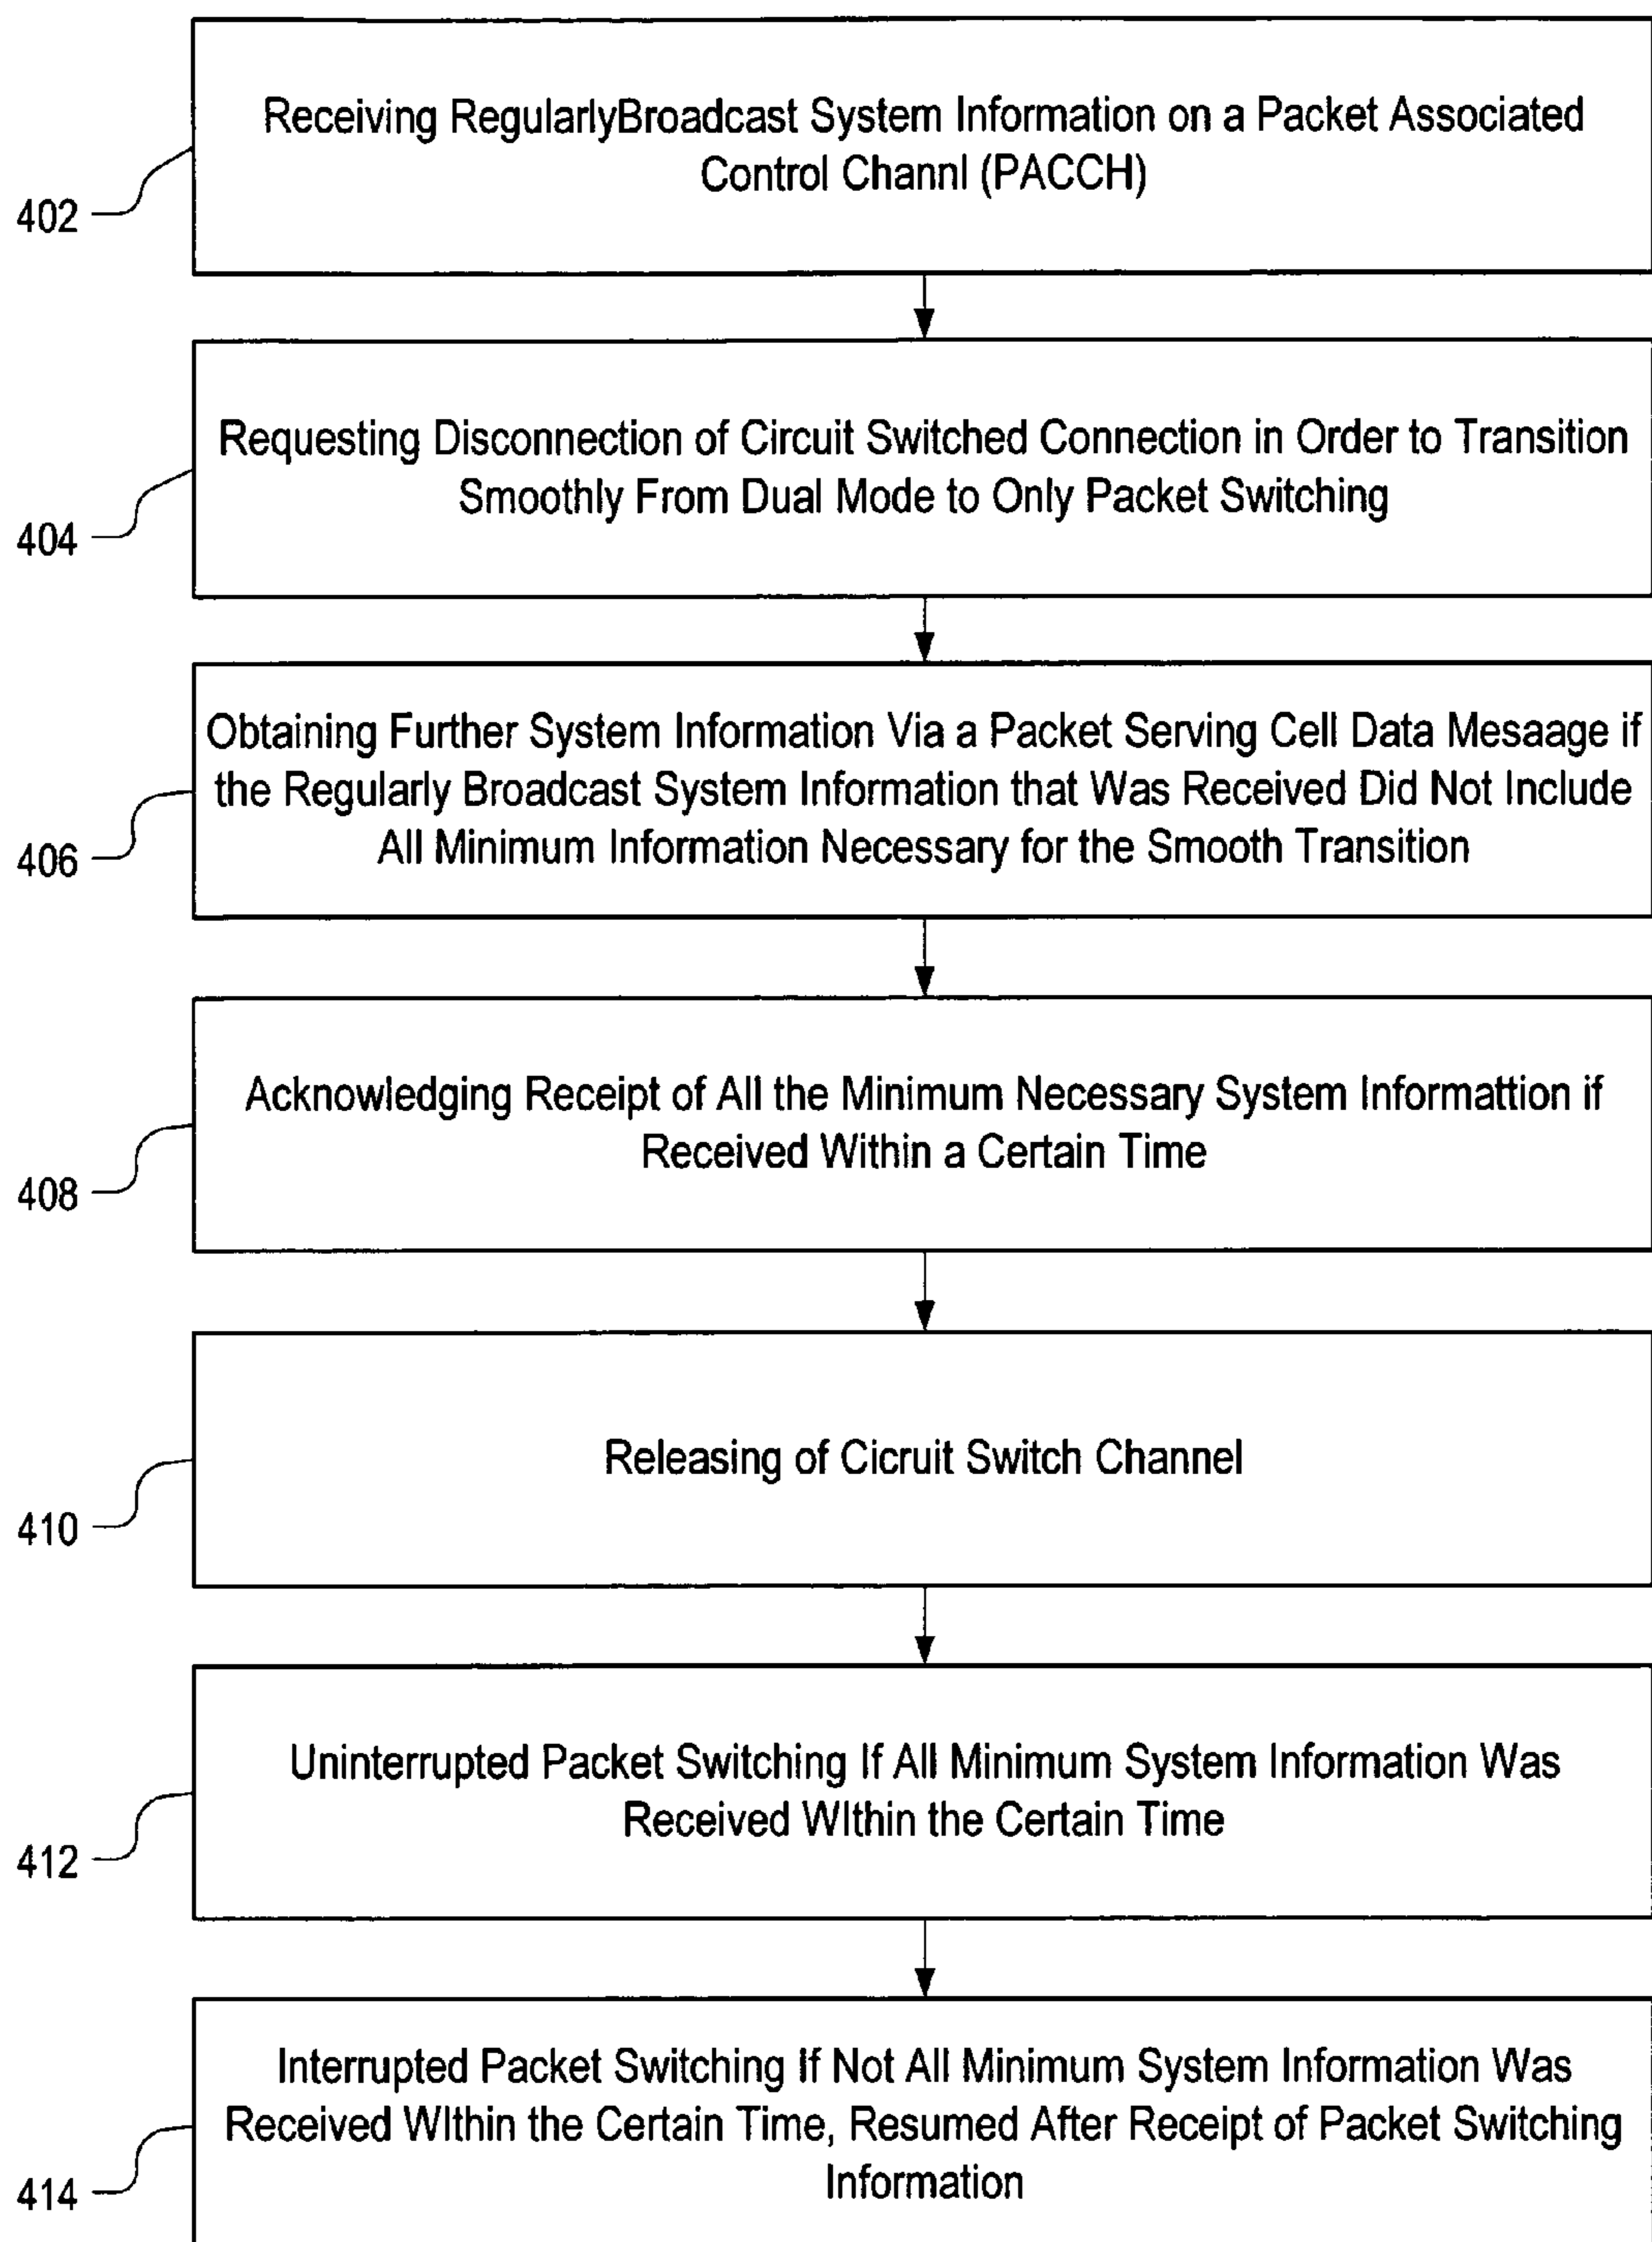 Receiving RegularlyBroadcast System Information on a Packet Associated
Control Channl (PACCH)
402
Requesting Disconnection of Circuit Switched Connection in Order to Transition
Smoothly From Dual Mode to Only Packet Switching
404
Obtaining Further System Information Via a Packet Serving Cell Data Mesaage if
the Regularly Broadcast System Information that Was Received Did Not Include
All Minimum Information Necessary for the Smooth Transition
406
Acknowledging Receipt of All the Minimum Necessary System Informattion if
Received Within a Certain Time
408
Releasing of Cicruit Switch Channel
410
Uninterrupted Packet Switching If All Minimum System Information Was
Received WIthin the Certain Time
412
Interrupted Packet Switching If Not All Minimum System Information Was
Received WIthin the Certain Time, Resumed After Receipt of Packet Switching
Information
414